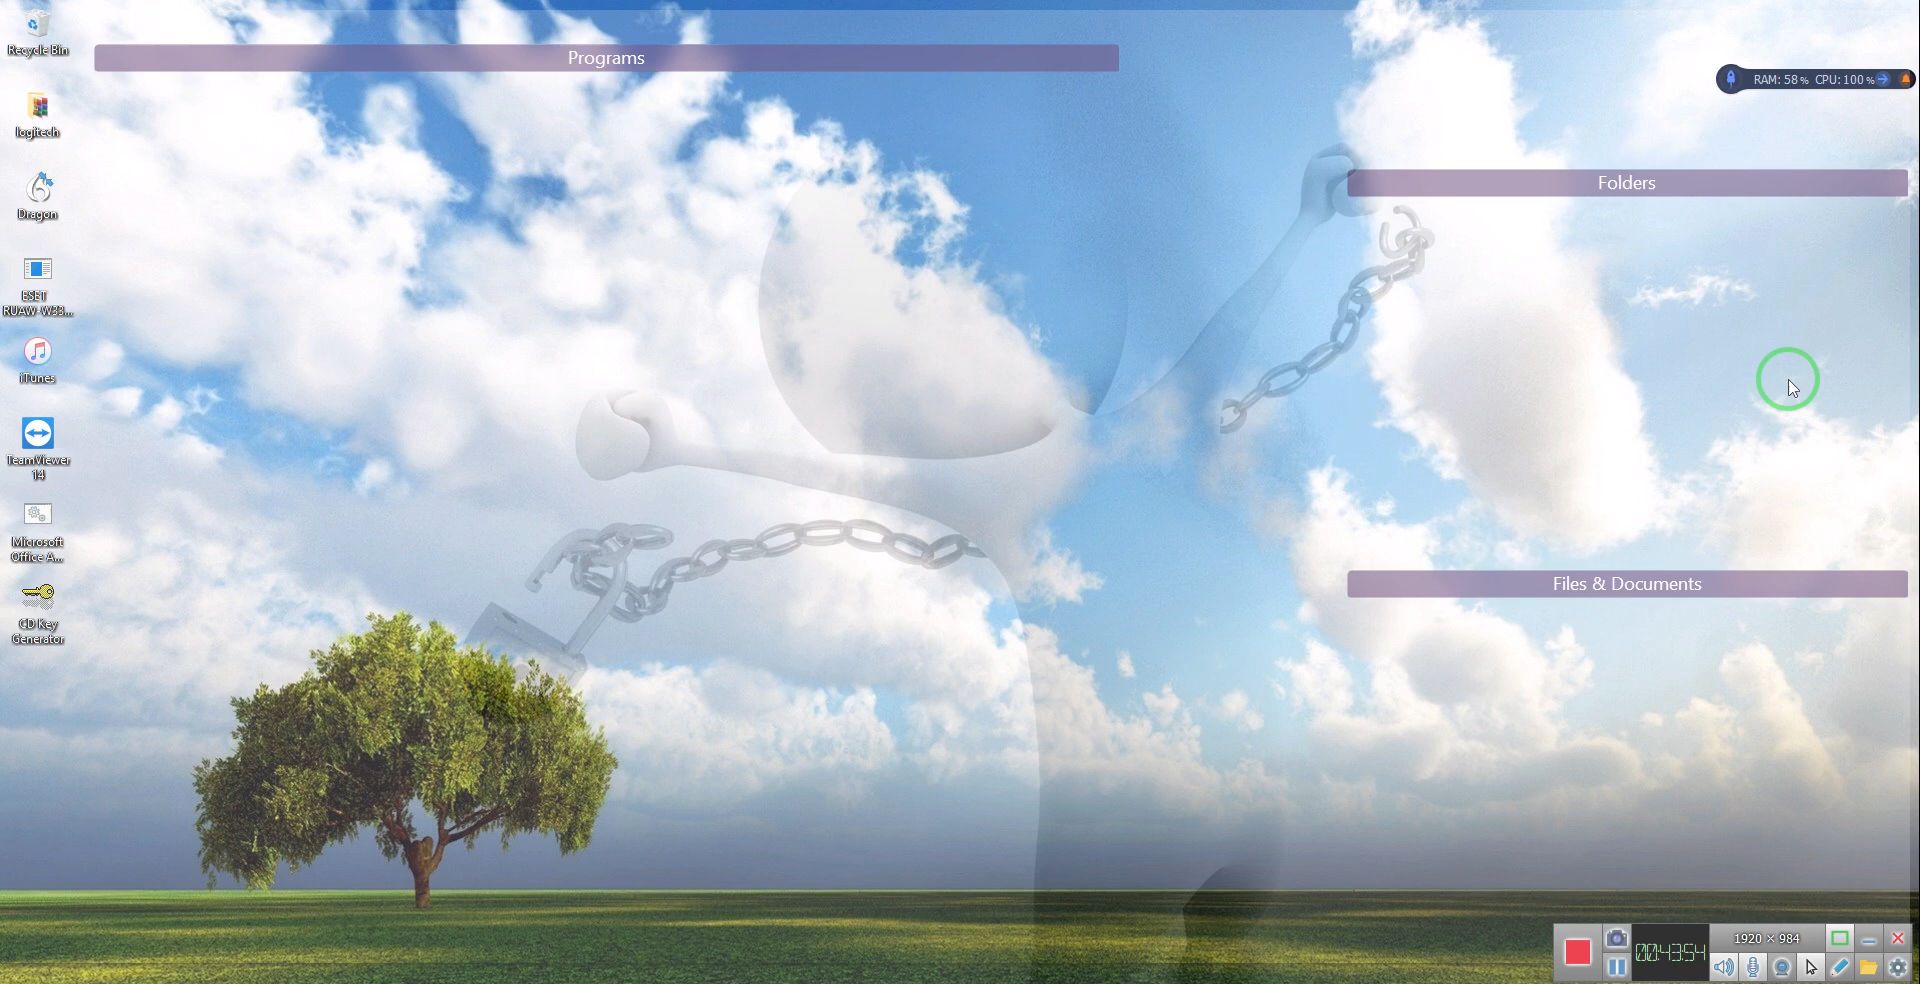 Recycle Bin
Programs
RAM: 58 % CPU: 100 %
logitech
Folders
Dragon
ESET
RUAW-W33...
iTunes
TeamViewer
14
Microsoft
Office A...
Files & Documents
CD Key
Generator
1920 × 984
00:43:54